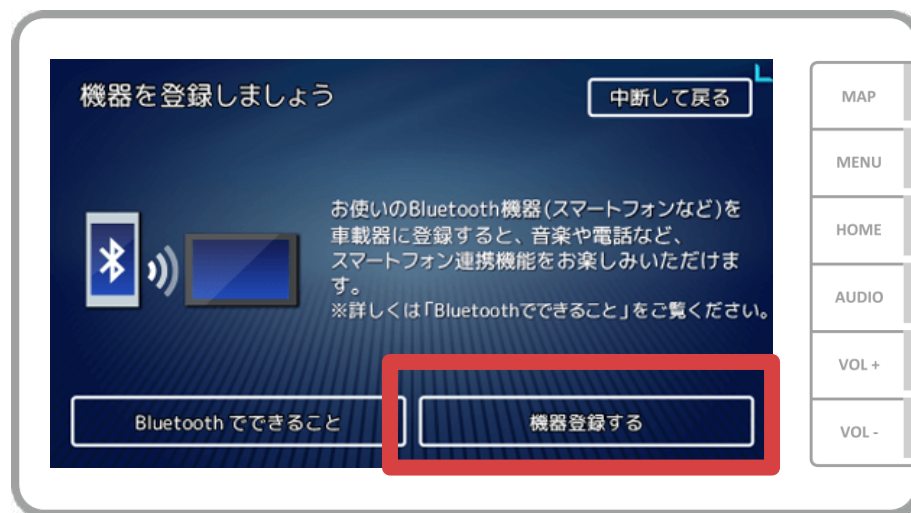 機器を登録しましょう
中断して戻る
お使いのBluetooth機器(スマートフォンなど)を
車載器に登録すると、音楽や電話など、
スマートフォン連携機能をお楽しみいただけま
す。
※詳しくは「Bluetoothでできること」をご覧ください。
Bluetooth でできること
機器登録する
MAP
MENU
HOME
AUDIO
VOL +
VOL -